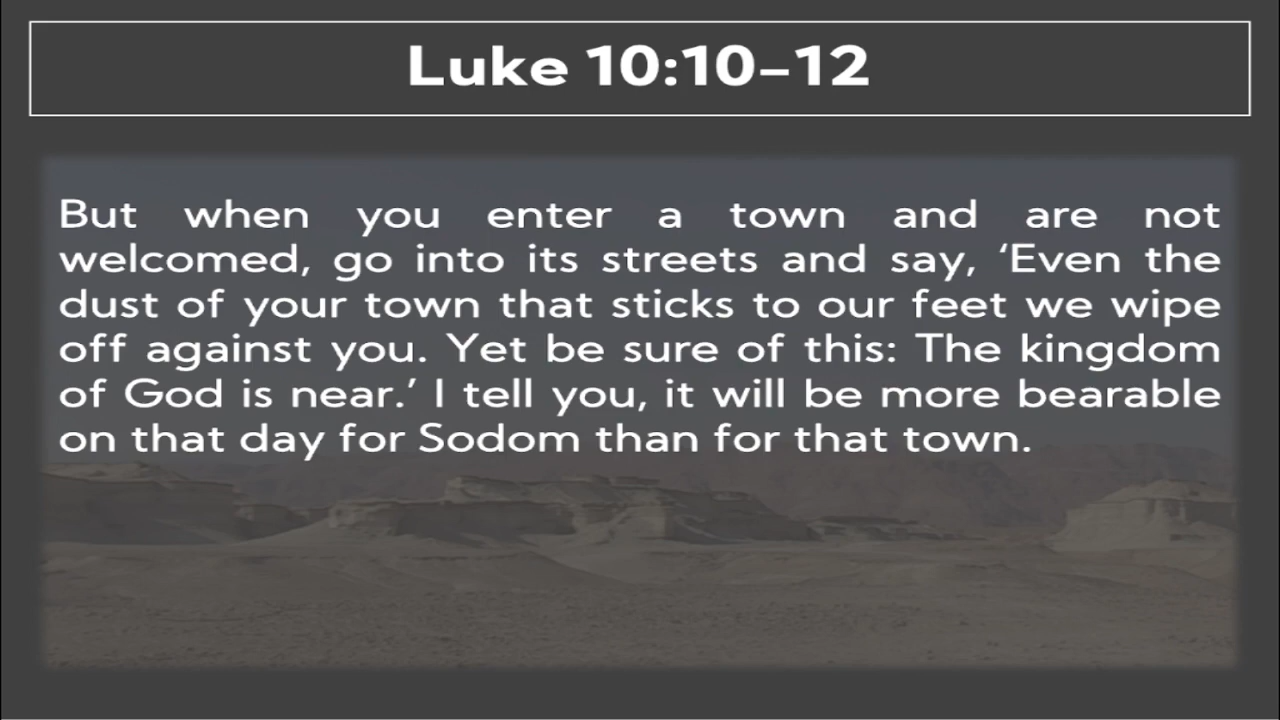 Luke 10:10–12
But when you enter a town and are not
welcomed, go into its streets and say, ‘Even the
dust of your town that sticks to our feet we wipe
off against you. Yet be sure of this: The kingdom
of God is near.’ I tell you, it will be more bearable
on that day for Sodom than for that town.